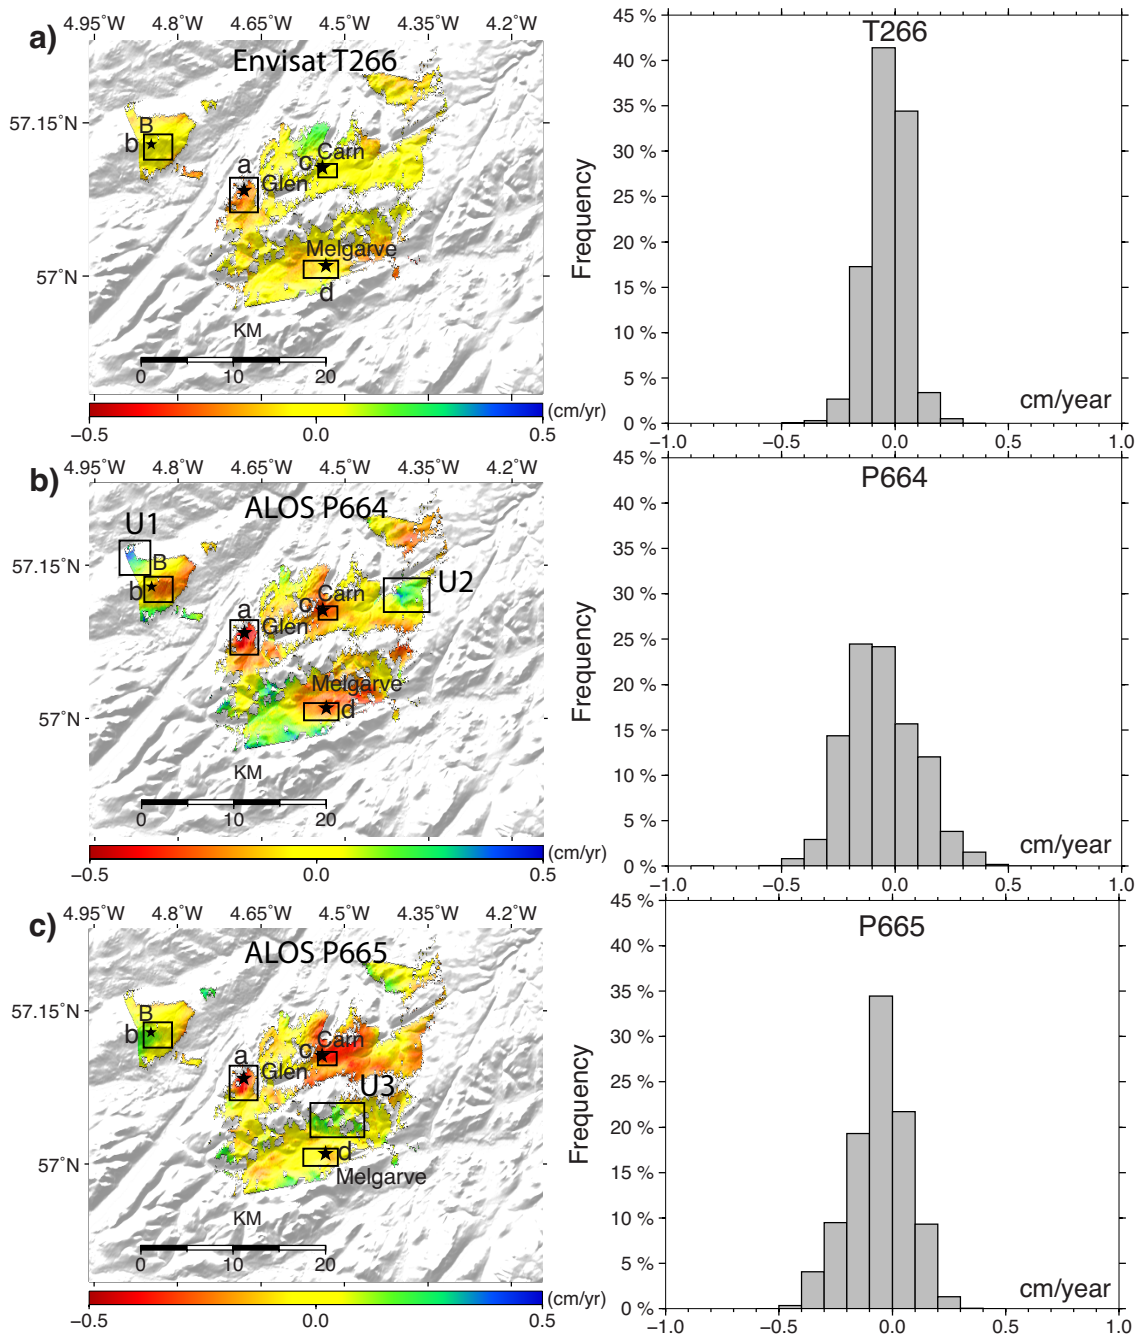 a)
4.95°W 4.8°W 4.65°W 4.5°W 4.35°W 4.2°W
Envisat T266
57.15°N
57°N
B
b
a
Glen
c
Carn
Melgarve
d
KM
0 10 20
(cm/yr)
−0.5 0.0 0.5
T266
45 %
40 %
35 %
30 %
25 %
20 %
15 %
10 %
5 %
0 %
Frequency
cm/year
−1.0 −0.5 0.0 0.5 1.0
b)
4.95°W 4.8°W 4.65°W 4.5°W 4.35°W 4.2°W
ALOS P664
57.15°N
57°N
U1
B
b
a
Glen
c
Carn
U2
Melgarve
d
KM
0 10 20
(cm/yr)
−0.5 0.0 0.5
P664
45 %
40 %
35 %
30 %
25 %
20 %
15 %
10 %
5 %
0 %
Frequency
cm/year
−1.0 −0.5 0.0 0.5 1.0
c)
4.95°W 4.8°W 4.65°W 4.5°W 4.35°W 4.2°W
ALOS P665
57.15°N
57°N
B
b
a
Glen
c
Carn
U3
d
Melgarve
KM
0 10 20
(cm/yr)
−0.5 0.0 0.5
P665
45 %
40 %
35 %
30 %
25 %
20 %
15 %
10 %
5 %
0 %
Frequency
cm/year
−1.0 −0.5 0.0 0.5 1.0